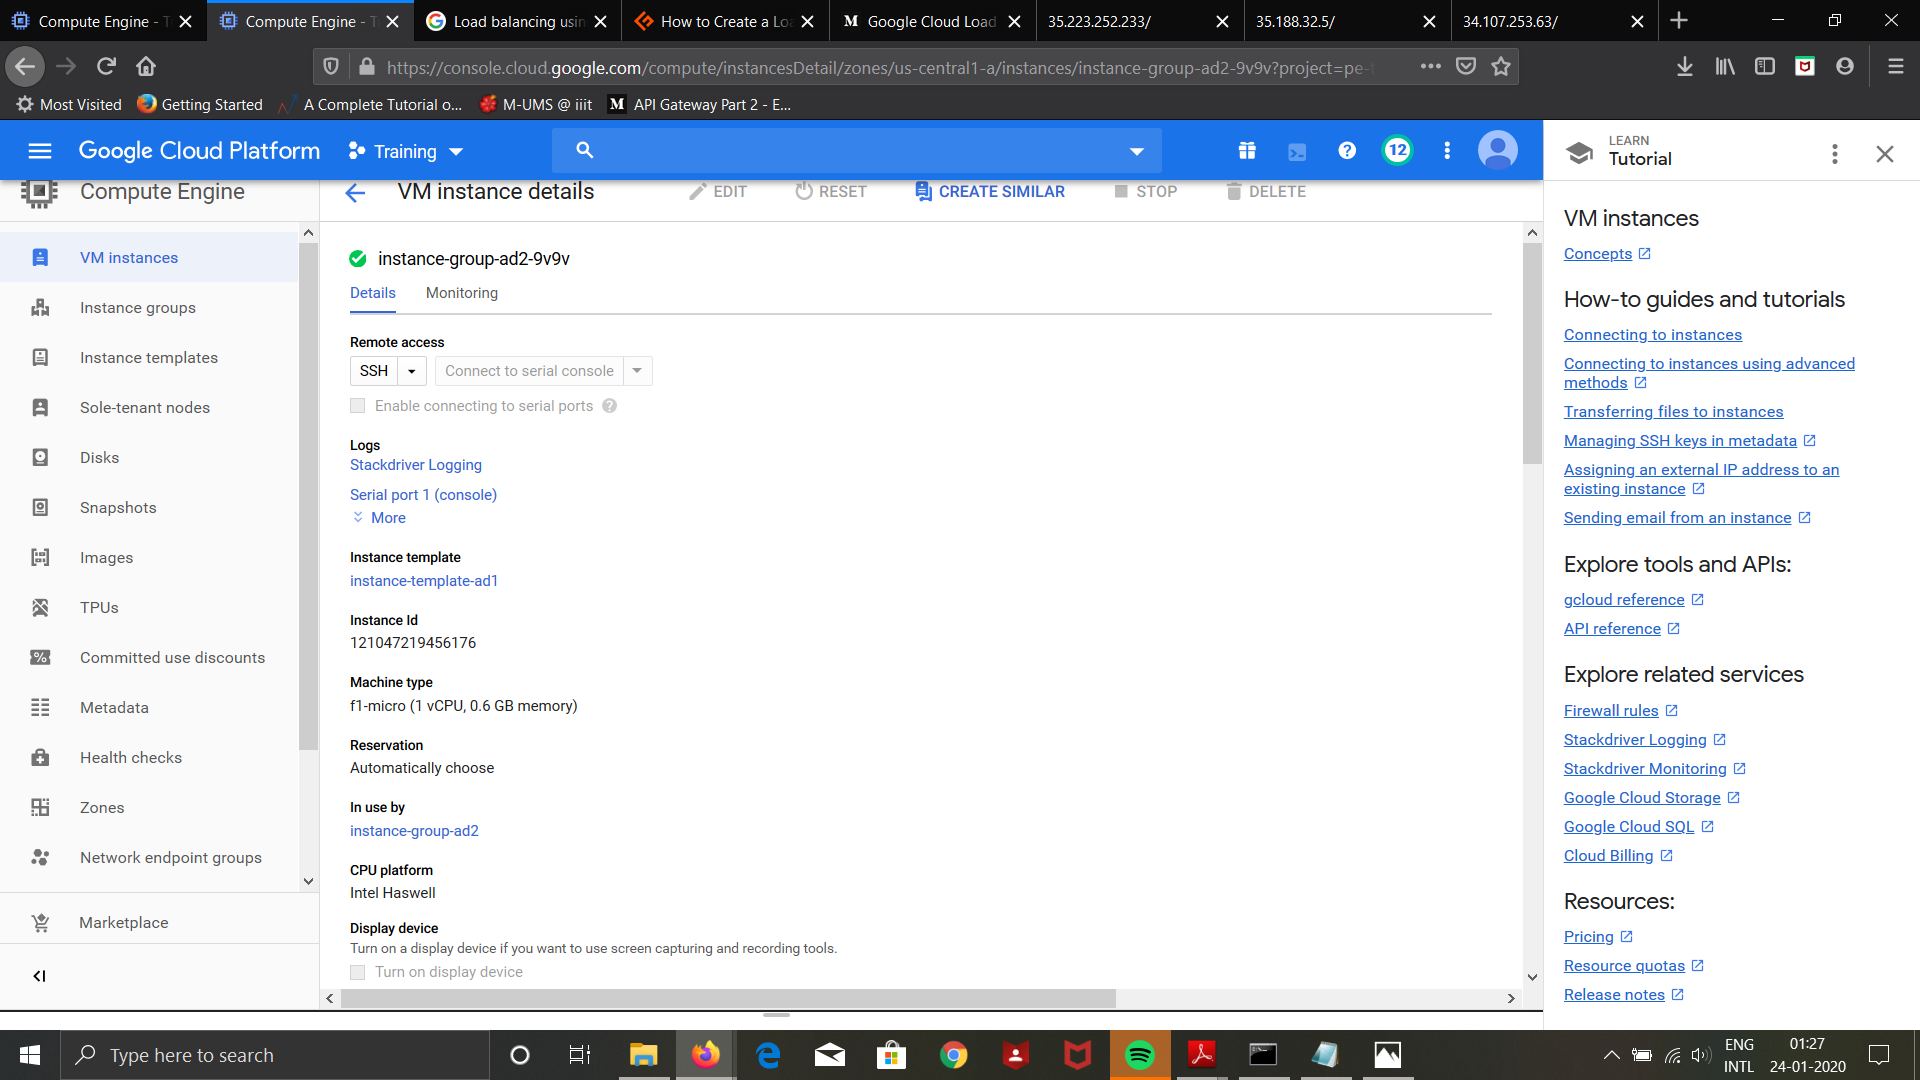 Compute Engine - T
Compute Engine - T
Load balancing usin
How to Create a Loa
Google Cloud Load
35.223.252.233/
35.188.32.5/
34.107.253.63/
https://console.cloud.google.com/compute/instancesDetail/zones/us-central1-a/instances/instance-group-ad2-9v9v?project=pe-t
Most Visited
Getting Started
A Complete Tutorial o...
M-UMS @ iiit
M API Gateway Part 2 - E...
Google Cloud Platform
Training
12
LEARN
Tutorial
Compute Engine
VM instance details
EDIT
RESET
CREATE SIMILAR
STOP
DELETE
VM instances
Instance groups
Instance templates
Sole-tenant nodes
Disks
Snapshots
Images
TPUs
Committed use discounts
Metadata
Health checks
Zones
Network endpoint groups
Marketplace
instance-group-ad2-9v9v
Details
Monitoring
Remote access
SSH
Connect to serial console
Enable connecting to serial ports
Logs
Stackdriver Logging
Serial port 1 (console)
More
Instance template
instance-template-ad1
Instance Id
121047219456176
Machine type
f1-micro (1 vCPU, 0.6 GB memory)
Reservation
Automatically choose
In use by
instance-group-ad2
CPU platform
Intel Haswell
Display device
Turn on a display device if you want to use screen capturing and recording tools.
Turn on display device
VM instances
Concepts
How-to guides and tutorials
Connecting to instances
Connecting to instances using advanced
methods
Transferring files to instances
Managing SSH keys in metadata
Assigning an external IP address to an
existing instance
Sending email from an instance
Explore tools and APIs:
gcloud reference
API reference
Explore related services
Firewall rules
Stackdriver Logging
Stackdriver Monitoring
Google Cloud Storage
Google Cloud SQL
Cloud Billing
Resources:
Pricing
Resource quotas
Release notes
Type here to search
ENG
INTL
01:27
24-01-2020